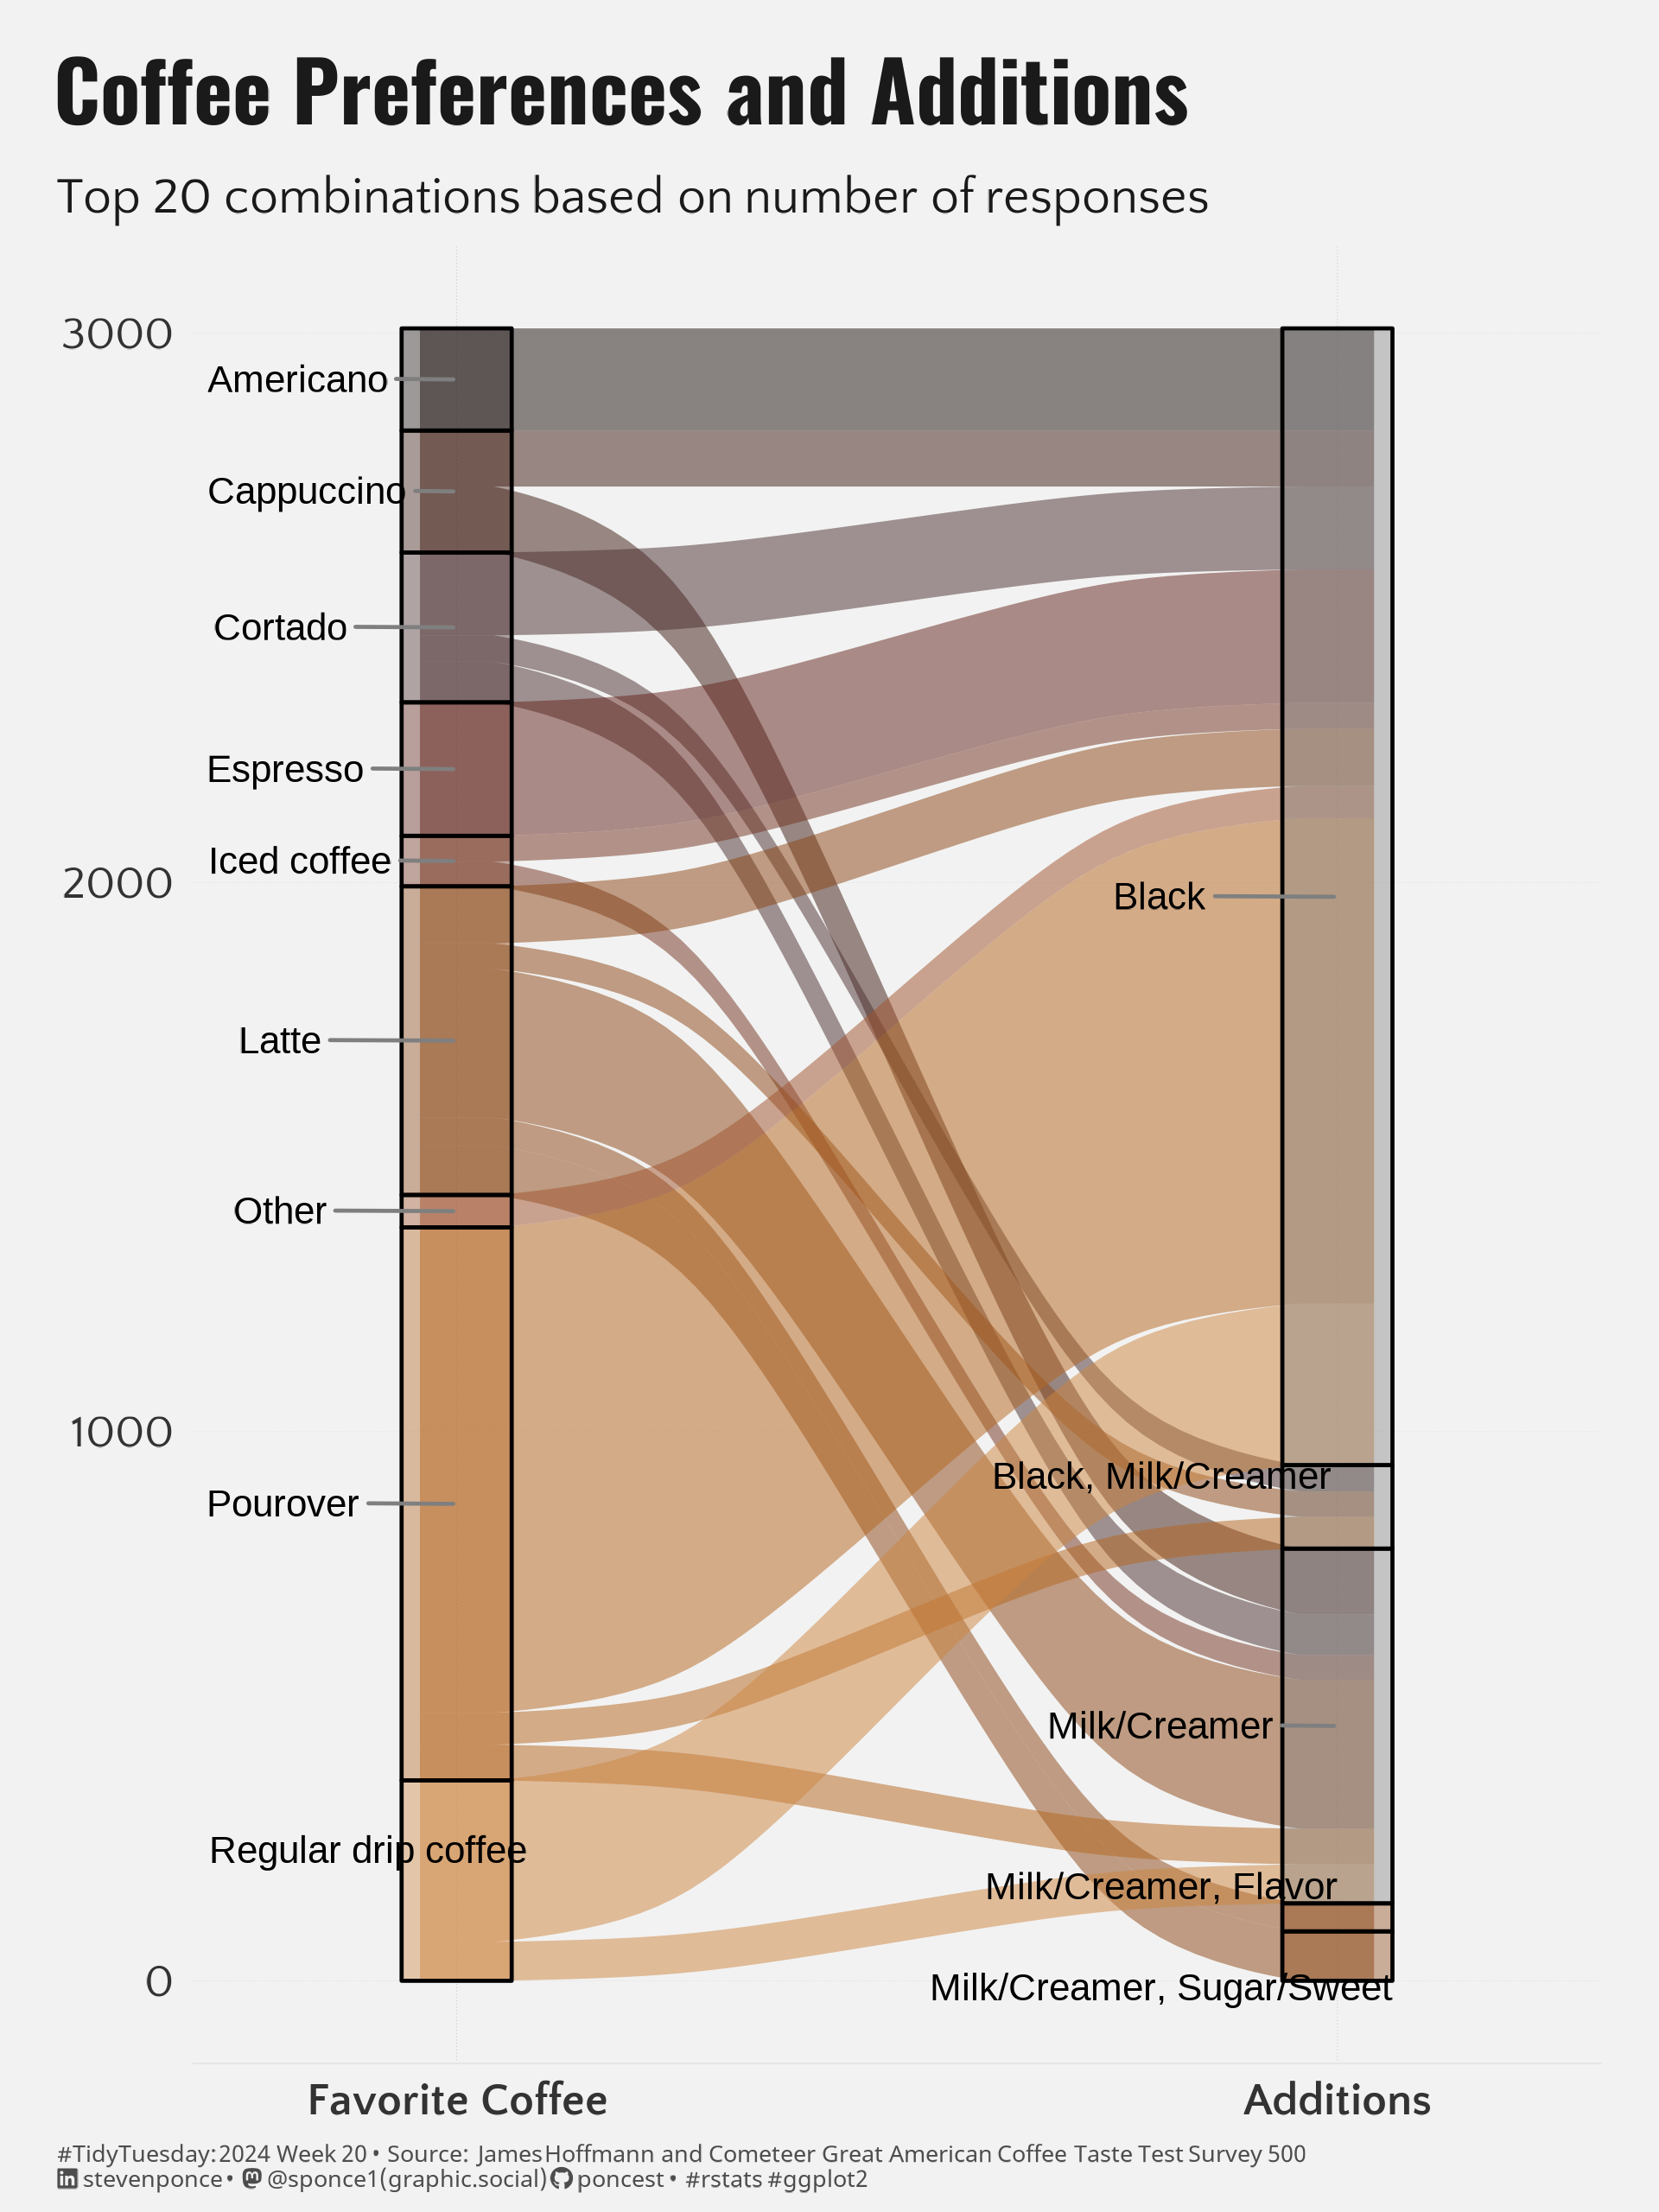 Coffee Preferences and Additions
Top 20 combinations based on number of responses
3000
Americano
Cappuccino
Cortado
Espresso
Iced coffee
2000
Black
Latte
Other
1000
Black, Milk/Creamer
Pourover
Milk/Creamer
Regular drip coffee
Milk/Creamer, Flavor
0
Milk/Creamer, Sugar/Sweet
Favorite Coffee
Additions
#TidyTuesday:2024 Week 20 • Source: James Hoffmann and Cometeer Great American Coffee Taste Test Survey 500
stevenponce • @sponce1(graphic.social) poncest • #rstats #ggplot2